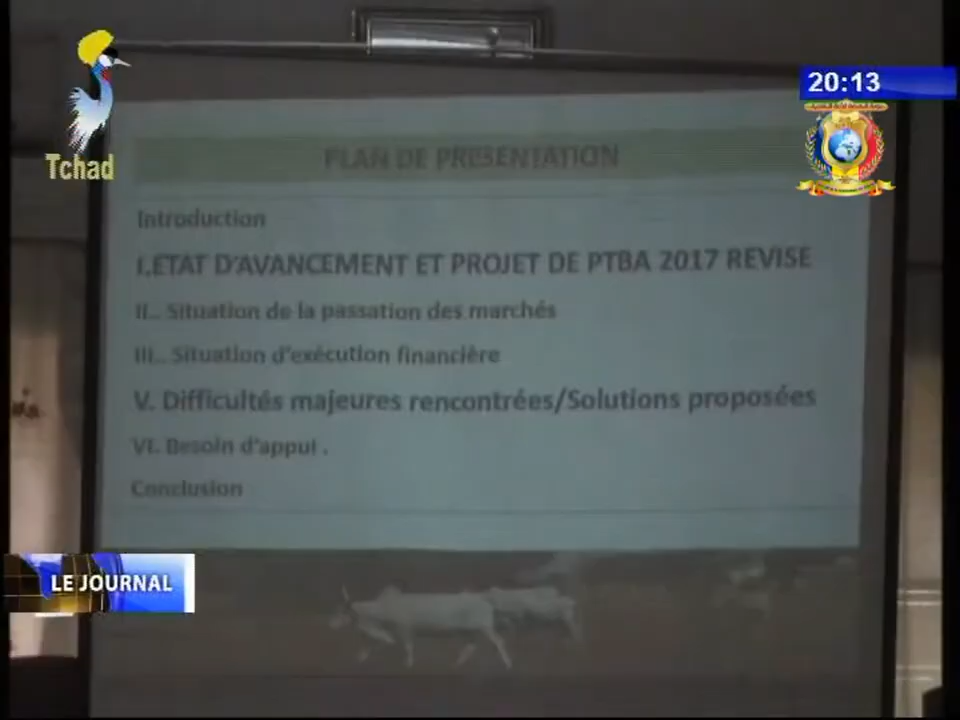 20:13
Tchad
PLAN DE PRESENTATION
Introduction
I.ETAT D'AVANCEMENT ET PROJET DE PTBA 2017 REVISE
II.. Situation de la passation des marchés
III.. Situation d'exécution financière
V. Difficultés majeures rencontrées/Solutions proposées
VI. Besoin d'appui .
Conclusion
LE JOURNAL